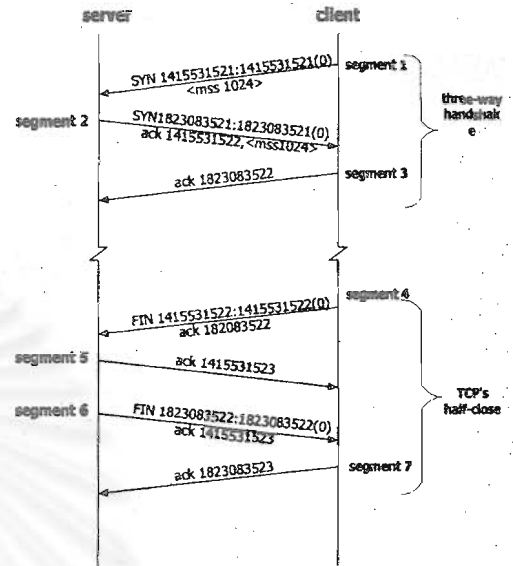 server
client
SYN 1415531521:1415531521(0)
<mss 1024>
segment 1
segment 2
SYN1823083521:1823083521(0)
ack 1415531522,<mss1024>
three-way
handshak
e
ack 1823083522
segment 3
FIN 1415531522:1415531522(0)
ack 182083522
segment 4
segment 5
ack 1415531523
segment 6
FIN 1823083522:1823083522(0)
ack 1415531523
TCP's
half-close
ack 1823083523
segment 7